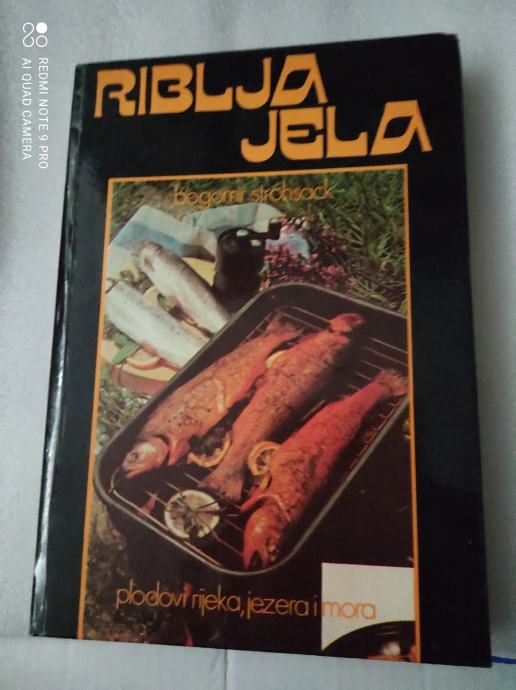 RIBLJA
JELA
bogomir strohsack
plodovi rijeka, jezera i mora
REDMI NOTE 9 PRO
AI QUAD CAMERA